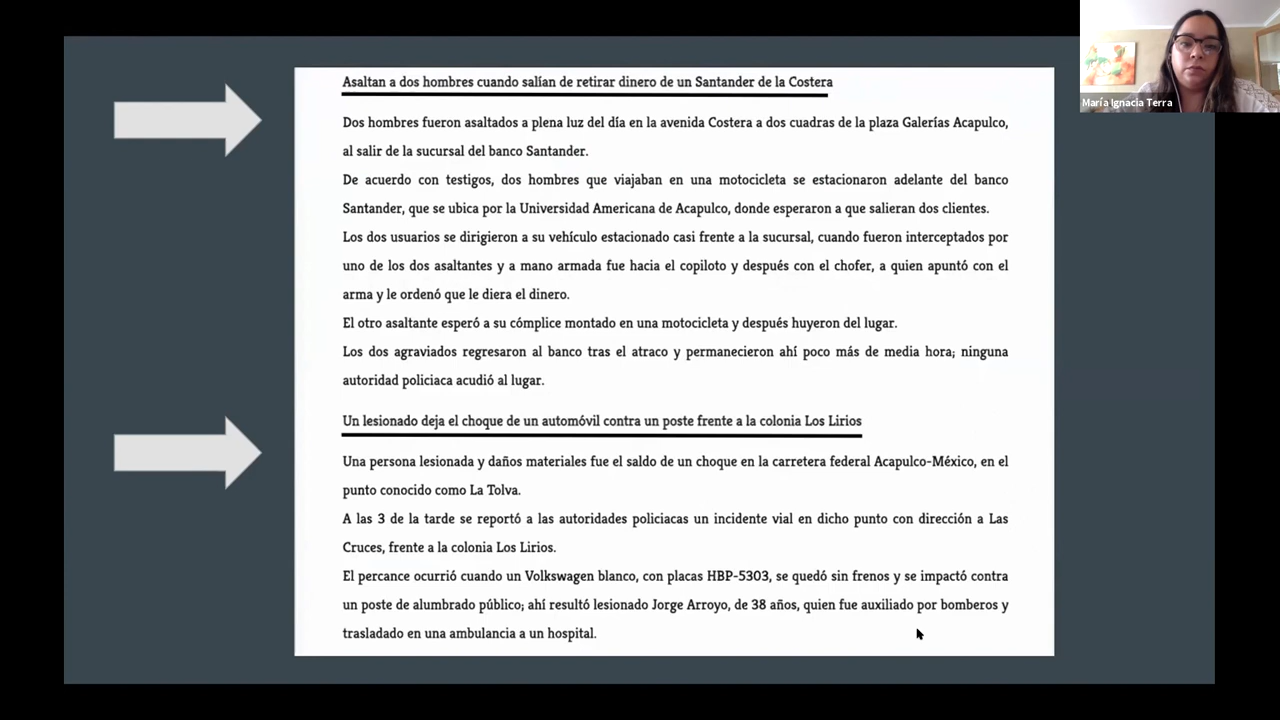 Asaltan a dos hombres cuando salían de retirar dinero de un Santander de la Costera
Dos hombres fueron asaltados a plena luz del día en la avenida Costera a dos cuadras de la plaza Galerías Acapulco,
al salir de la sucursal del banco Santander.
De acuerdo con testigos, dos hombres que viajaban en una motocicleta se estacionaron adelante del banco
Santander, que se ubica por la Universidad Americana de Acapulco, donde esperaron a que salieran dos clientes.
Los dos usuarios se dirigieron a su vehículo estacionado casi frente a la sucursal, cuando fueron interceptados por
uno de los dos asaltantes y a mano armada fue hacia el copiloto y después con el chofer, a quien apuntó con el
arma y le ordenó que le diera el dinero.
El otro asaltante esperó a su cómplice montado en una motocicleta y después huyeron del lugar.
Los dos agraviados regresaron al banco tras el atraco y permanecieron ahí poco más de media hora; ninguna
autoridad policiaca acudió al lugar.
Un lesionado deja el choque de un automóvil contra un poste frente a la colonia Los Lirios
Una persona lesionada y daños materiales fue el saldo de un choque en la carretera federal Acapulco-México, en el
punto conocido como La Tolva.
A las 3 de la tarde se reportó a las autoridades policiacas un incidente vial en dicho punto con dirección a Las
Cruces, frente a la colonia Los Lirios.
El percance ocurrió cuando un Volkswagen blanco, con placas HBP-5303, se quedó sin frenos y se impactó contra
un poste de alumbrado público; ahí resultó lesionado Jorge Arroyo, de 38 años, quien fue auxiliado por bomberos y
trasladado en una ambulancia a un hospital.
María Ignacia Terra